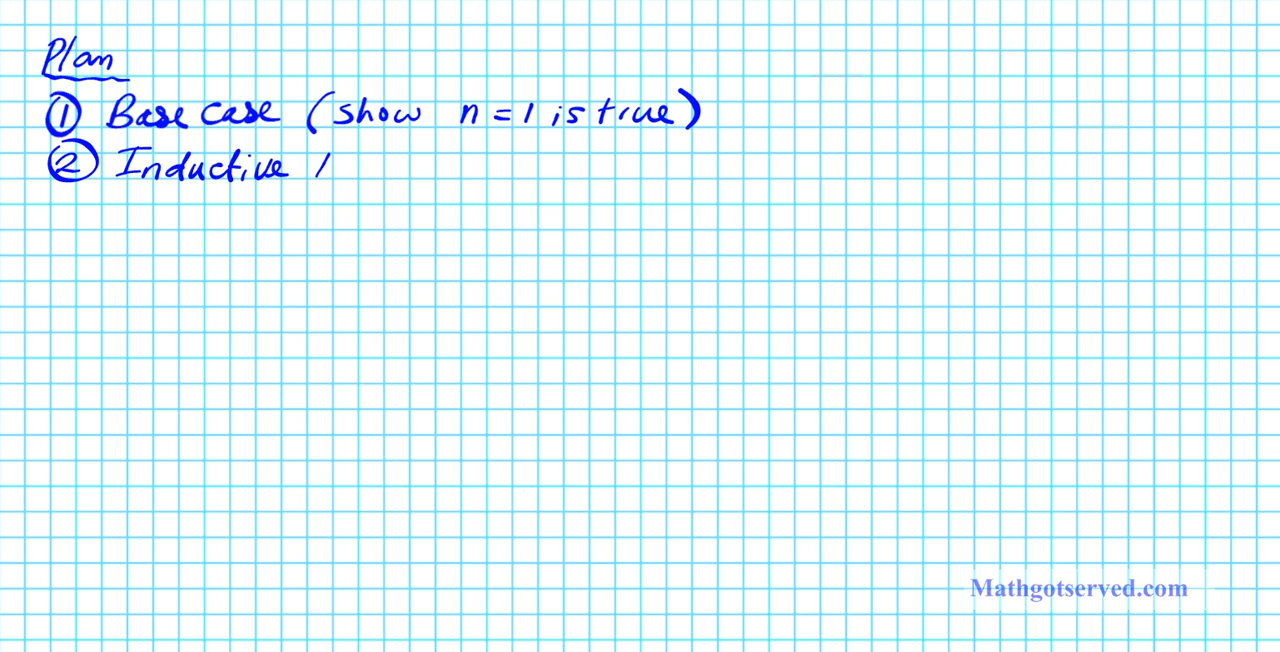 Plan
① Base case (show n = 1 is true)
② Inductive
Mathgotserved.com